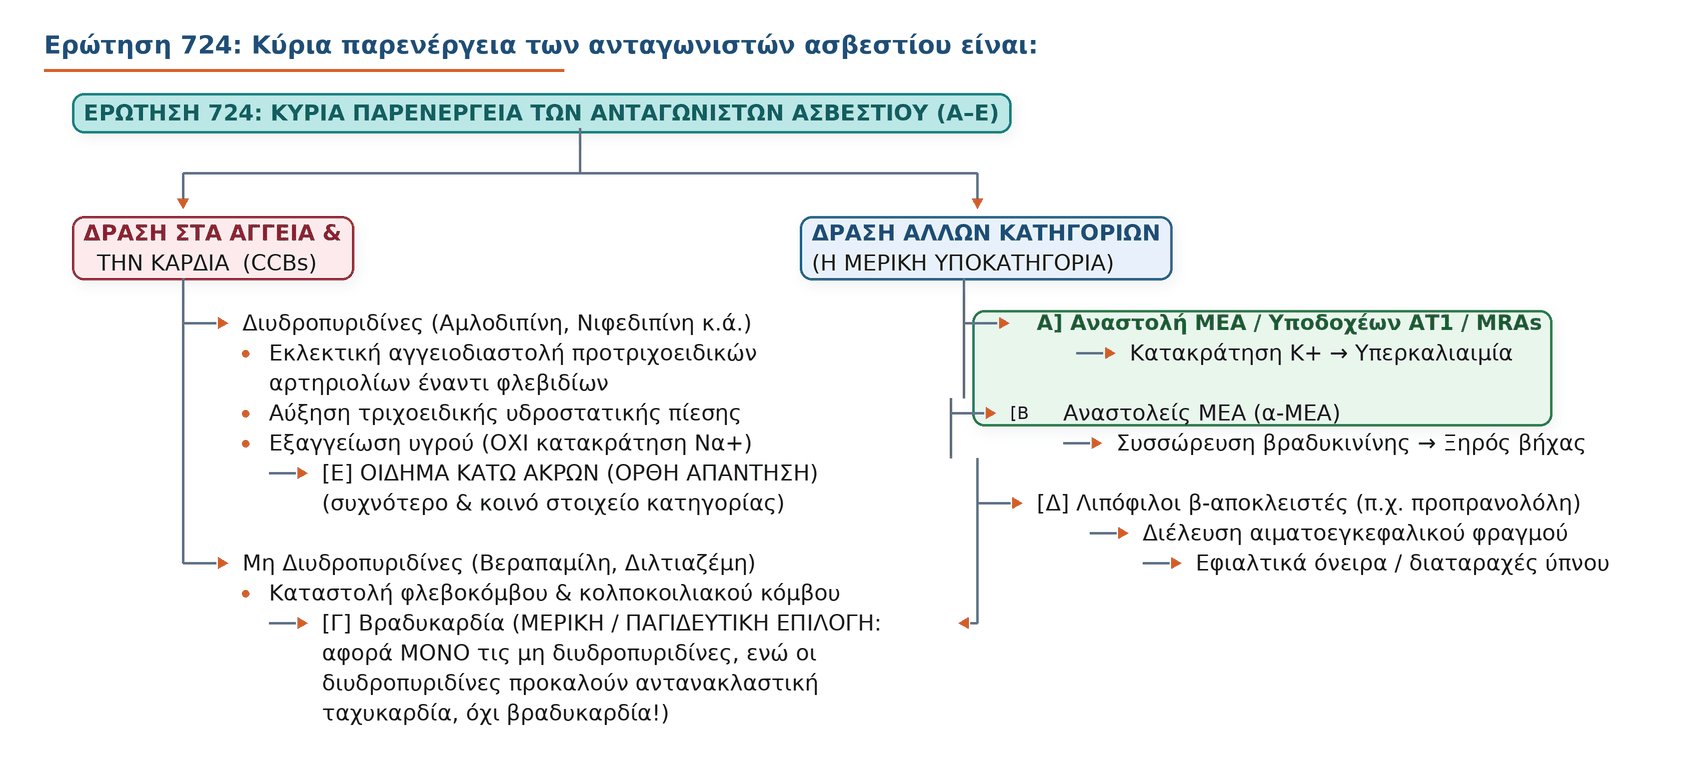 Ερώτηση 724: Κύρια παρενέργεια των ανταγωνιστών ασβεστίου είναι:
ΕΡΩΤΗΣΗ 724: ΚΥΡΙΑ ΠΑΡΕΝΕΡΓΕΙΑ ΤΩΝ ΑΝΤΑΓΩΝΙΣΤΩΝ ΑΣΒΕΣΤΙΟΥ (Α–Ε)
ΔΡΑΣΗ ΣΤΑ ΑΓΓΕΙΑ &
ΤΗΝ ΚΑΡΔΙΑ (CCBs)
Διυδροπυριδίνες (Αμλοδιπίνη, Νιφεδιπίνη κ.ά.)
• Εκλεκτική αγγειοδιαστολή προτριχοειδικών
αρτηριολίων έναντι φλεβιδίων
• Αύξηση τριχοειδικής υδροστατικής πίεσης
• Εξαγγείωση υγρού (ΟΧΙ κατακράτηση Να+)
[Ε] ΟΙΔΗΜΑ ΚΑΤΩ ΑΚΡΩΝ (ΟΡΘΗ ΑΠΑΝΤΗΣΗ)
(συχνότερο & κοινό στοιχείο κατηγορίας)
Μη Διυδροπυριδίνες (Βεραπαμίλη, Διλτιαζέμη)
• Καταστολή φλεβοκόμβου & κολποκοιλιακού κόμβου
[Γ] Βραδυκαρδία (ΜΕΡΙΚΗ / ΠΑΓΙΔΕΥΤΙΚΗ ΕΠΙΛΟΓΗ:
αφορά ΜΟΝΟ τις μη διυδροπυριδίνες, ενώ οι
διυδροπυριδίνες προκαλούν αντανακλαστική
ταχυκαρδία, όχι βραδυκαρδία!)
ΔΡΑΣΗ ΑΛΛΩΝ ΚΑΤΗΓΟΡΙΩΝ
(Η ΜΕΡΙΚΗ ΥΠΟΚΑΤΗΓΟΡΙΑ)
Α] Αναστολή ΜΕΑ / Υποδοχέων ΑΤ1 / MRAs
Κατακράτηση Κ+ → Υπερκαλιαιμία
[Β Αναστολείς ΜΕΑ (α-ΜΕΑ)
Συσσώρευση βραδυκινίνης → Ξηρός βήχας
[Δ] Λιπόφιλοι β-αποκλειστές (π.χ. προπρανολόλη)
Διέλευση αιματοεγκεφαλικού φραγμού
Εφιαλτικά όνειρα / διαταραχές ύπνου